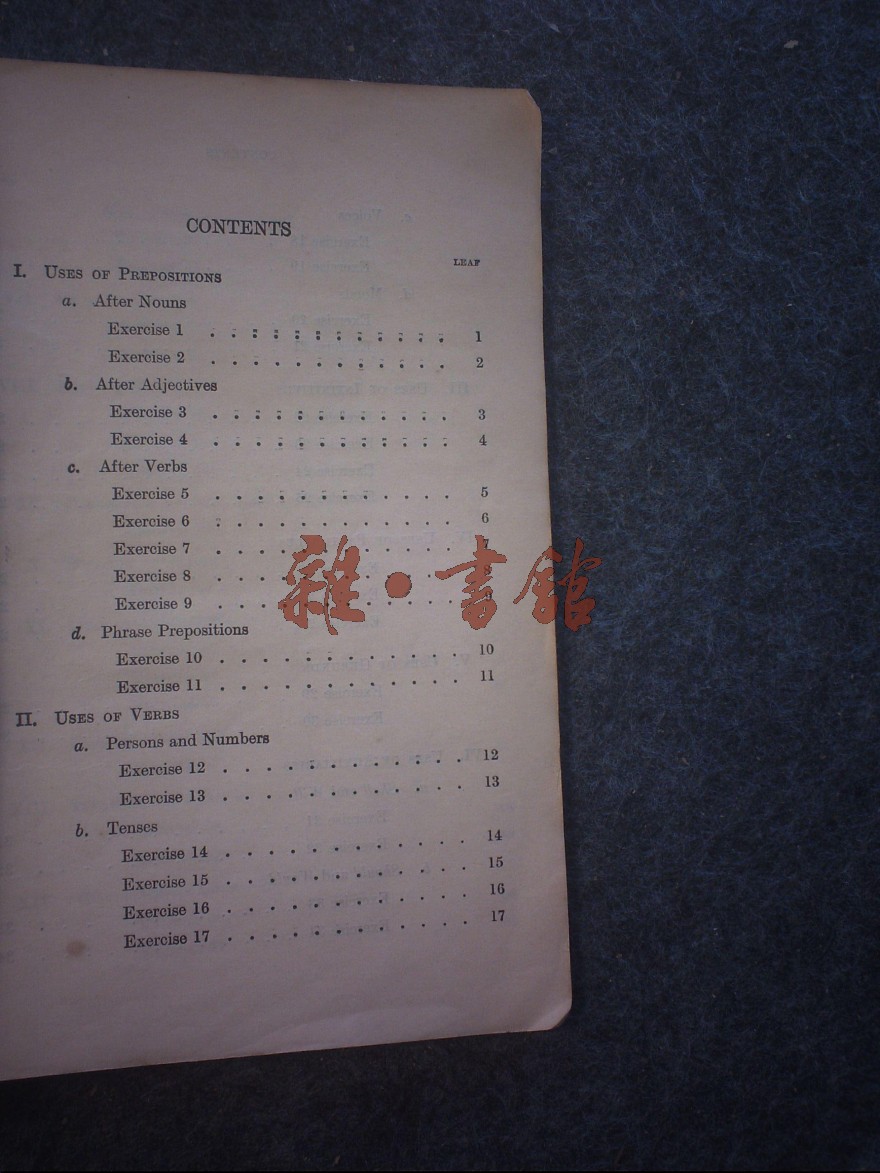 CONTENTS
LEAF
I. USES OF PREPOSITIONS
a. After Nouns
Exercise 1 . . . . . . . . . . . 1
Exercise 2 . . . . . . . . . . . 2
b. After Adjectives
Exercise 3 . . . . . . . . . . . 3
Exercise 4 . . . . . . . . . . . 4
c. After Verbs
Exercise 5 . . . . . . . . . . . 5
Exercise 6 . . . . . . . . . . . 6
Exercise 7 . . . . . . . . . . . 7
Exercise 8 . . . . . . . . . . . 8
Exercise 9 . . . . . . . . . . .
雜·書館
d. Phrase Prepositions
Exercise 10 . . . . . . . . . . . 10
Exercise 11 . . . . . . . . . . . 11
II. USES OF VERBS
a. Persons and Numbers
Exercise 12 . . . . . . . . . . . 12
Exercise 13 . . . . . . . . . . . 13
b. Tenses
Exercise 14 . . . . . . . . . . . 14
Exercise 15 . . . . . . . . . . . 15
Exercise 16 . . . . . . . . . . . 16
Exercise 17 . . . . . . . . . . . 17